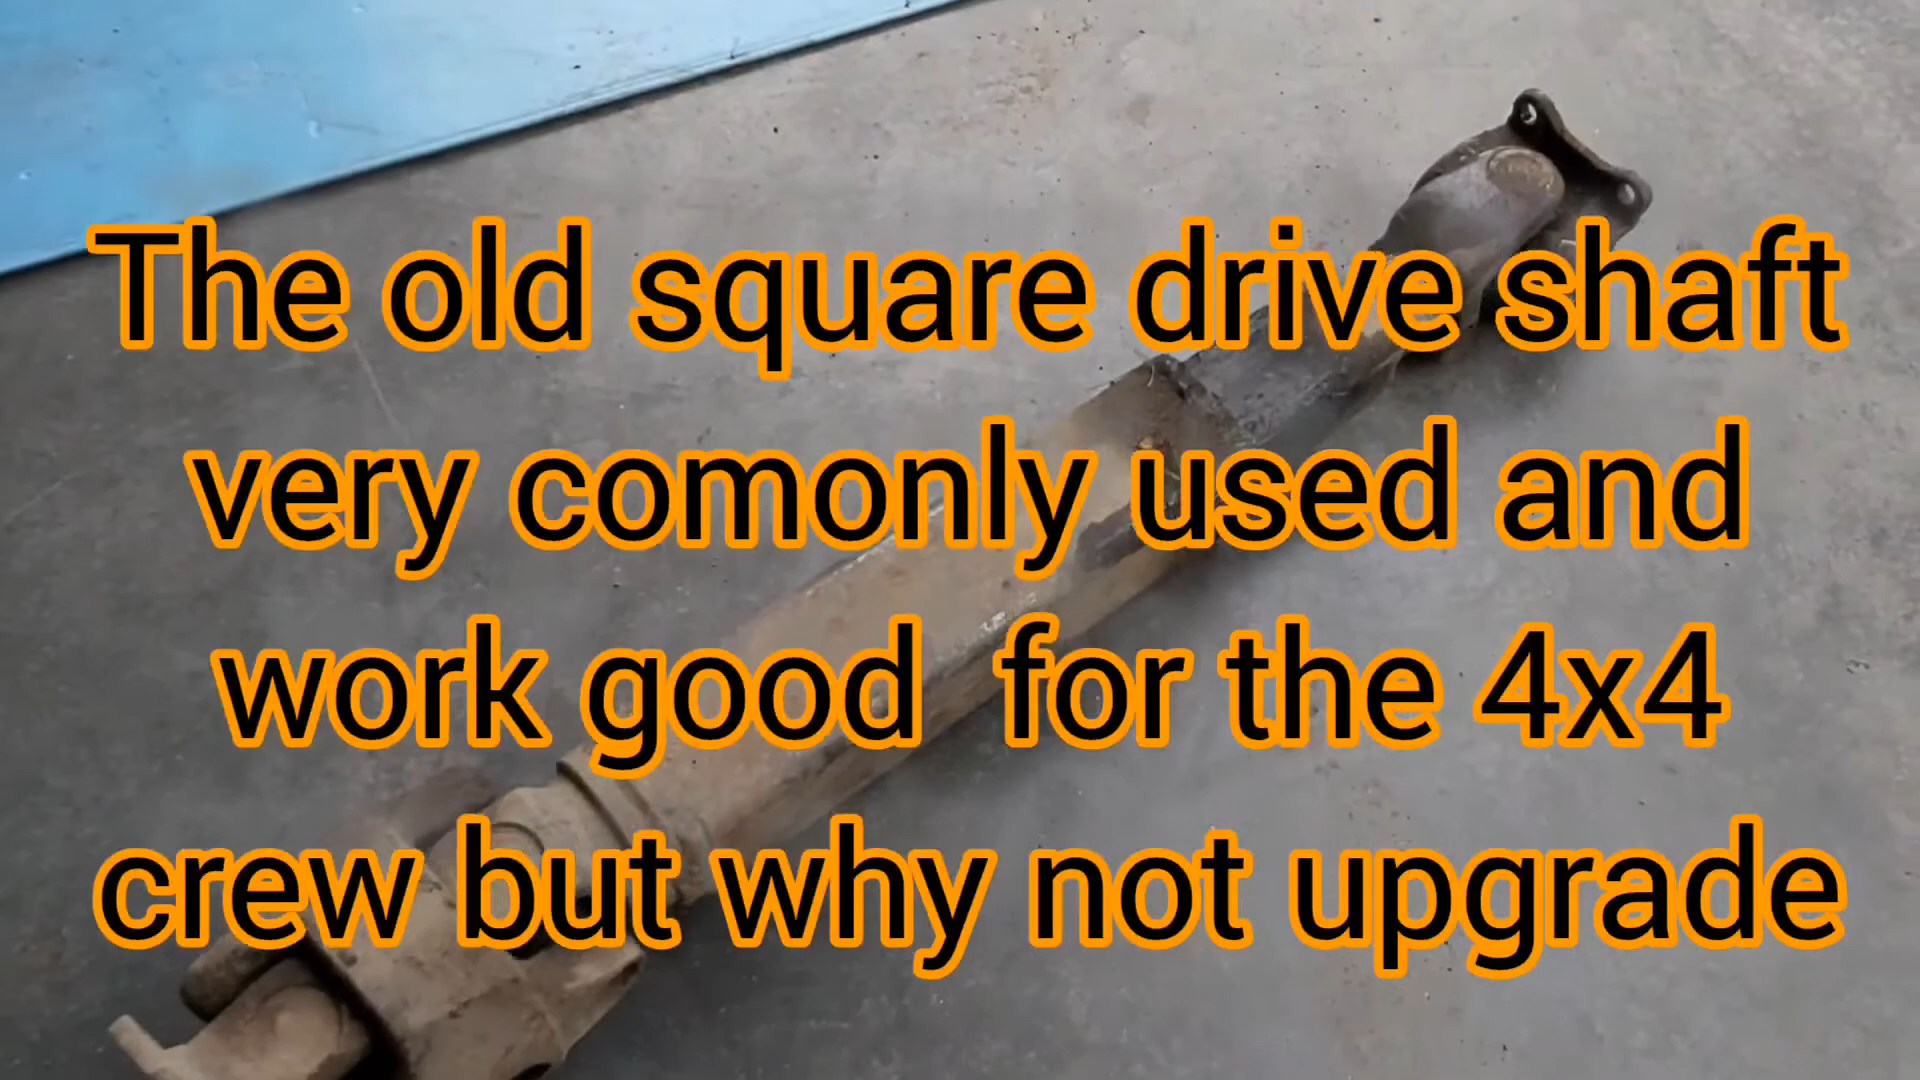 The old square drive shaft
very comonly used and
work good  for the 4x4
crew but why not upgrade